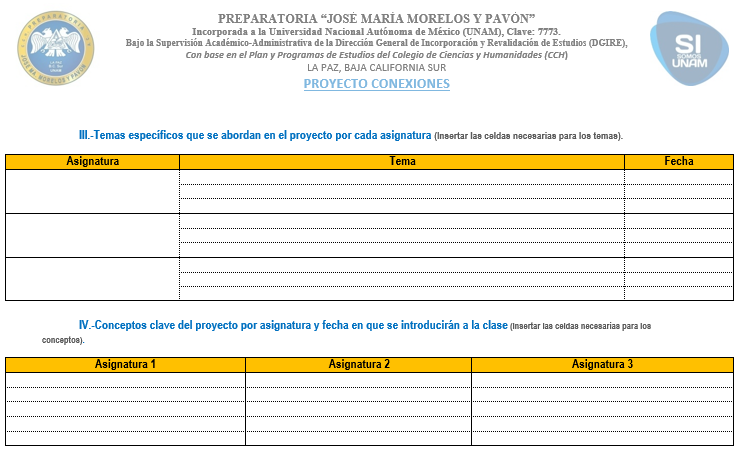 PREPARATORIA “JOSÉ MARÍA MORELOS Y PAVÓN”
Incorporada a la Universidad Nacional Autónoma de México (UNAM), Clave: 7773.
Bajo la Supervisión Académico-Administrativa de la Dirección General de Incorporación y Revalidación de Estudios (DGIRE),
Con base en el Plan y Programas de Estudios del Colegio de Ciencias y Humanidades (CCH)
LA PAZ, BAJA CALIFORNIA SUR
PROYECTO CONEXIONES
SI
SOMOS
UNAM
III.-Temas específicos que se abordan en el proyecto por cada asignatura (Insertar las celdas necesarias para los temas).
Asignatura Tema Fecha
IV.-Conceptos clave del proyecto por asignatura y fecha en que se introducirán a la clase (Insertar las celdas necesarias para los
conceptos).
Asignatura 1 Asignatura 2 Asignatura 3